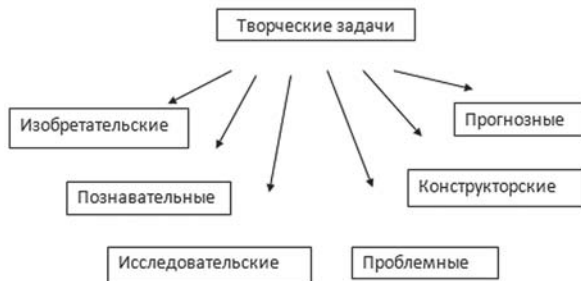 Творческие задачи
Изобретательские
Прогнозные
Познавательные
Конструкторские
Исследовательские
Проблемные